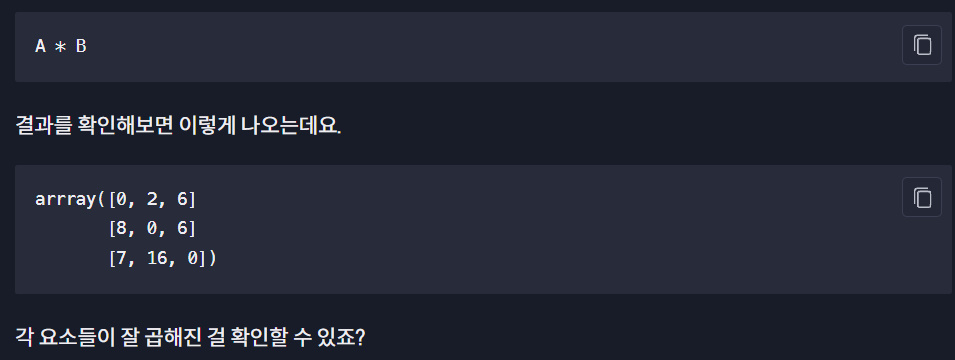 A * B
결과를 확인해보면 이렇게 나오는데요.
arrray([0, 2, 6]
[8, 0, 6]
[7, 16, 0])
각 요소들이 잘 곱해진 걸 확인할 수 있죠?